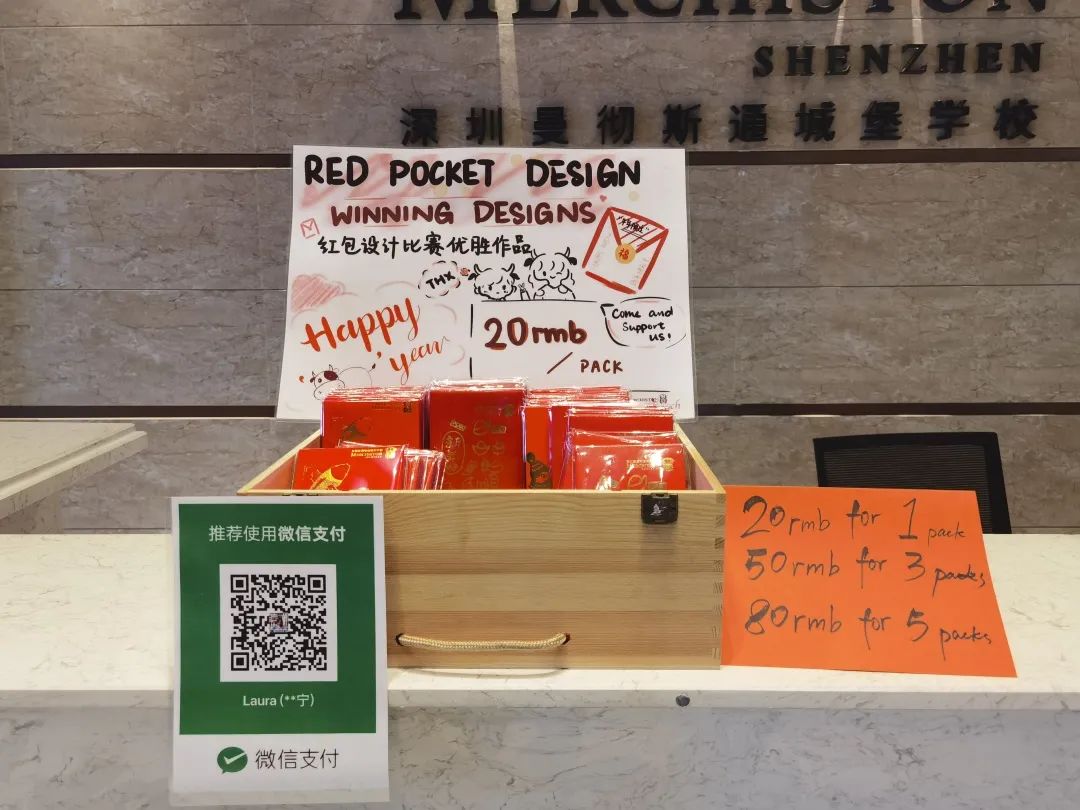 SHENZHEN
深圳曼彻斯通城堡学校
RED POCKET DESIGN
WINNING DESIGNS
红包设计比赛优胜作品
THX
福
Happy
year
20rmb
/ PACK
Come and
Support
us!
推荐使用微信支付
Laura (**宁)
微信支付
20rmb for 1 pack
50rmb for 3 packs
80rmb for 5 packs